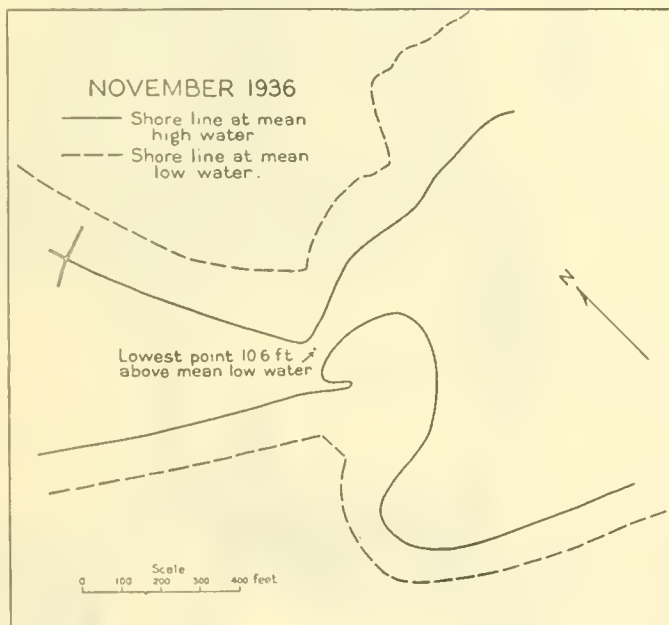 NOVEMBER 1936
Shore line at mean
high water
Shore line at mean
low water.
N
Lowest point 10 6 ft
above mean low water
Scale
0 100 200 300 400 feet